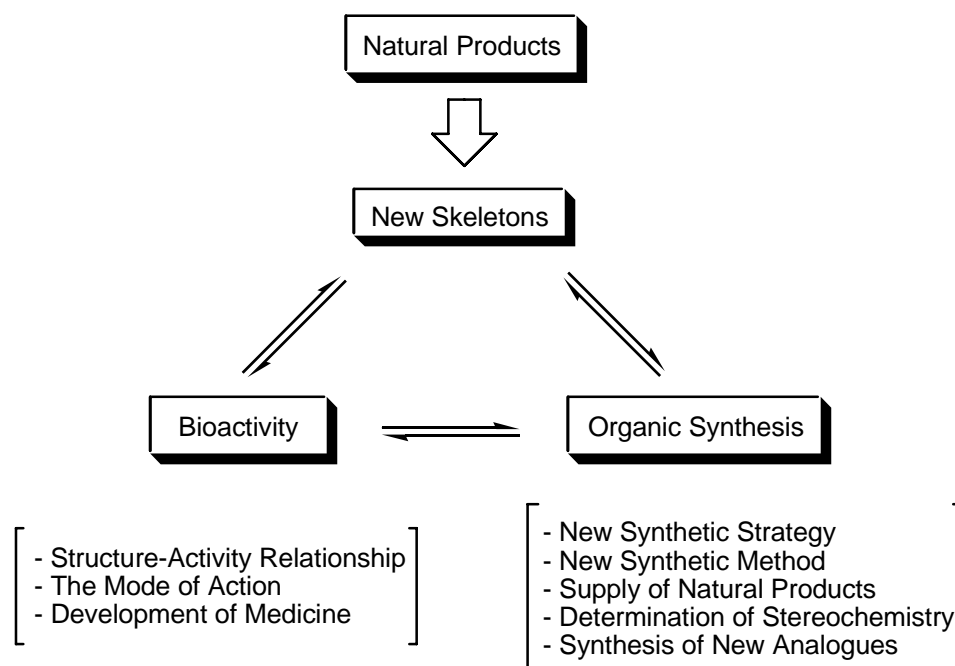 Natural Products
New Skeletons
Bioactivity
Organic Synthesis
- Structure-Activity Relationship
- The Mode of Action
- Development of Medicine
- New Synthetic Strategy
- New Synthetic Method
- Supply of Natural Products
- Determination of Stereochemistry
- Synthesis of New Analogues